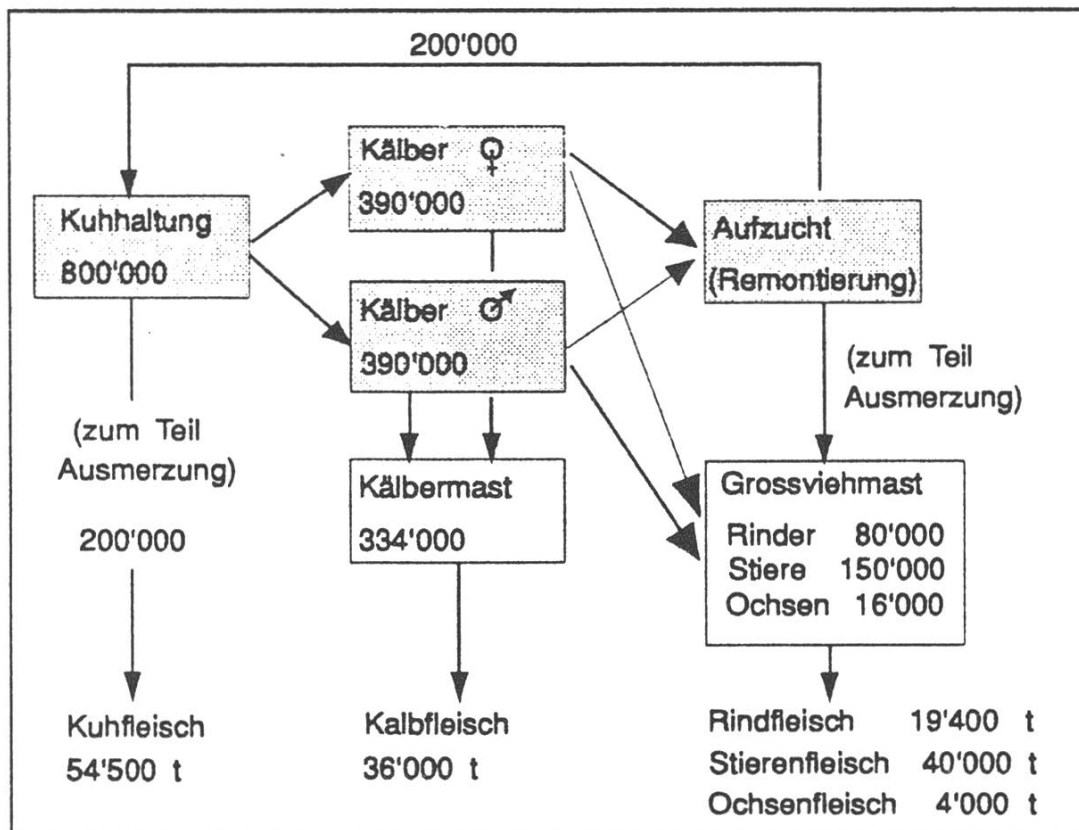 200'000
Kälber ♀
390'000
Kuhhaltung
800'000
Aufzucht
(Remontierung)
Kälber ♂
390'000
(zum Teil
Ausmerzung)
(zum Teil
Ausmerzung)
200'000
Kälbermast
334'000
Grossviehmast
Rinder 80'000
Stiere 150'000
Ochsen 16'000
Kuhfleisch
54'500 t
Kalbfleisch
36'000 t
Rindfleisch 19'400 t
Stierenfleisch 40'000 t
Ochsenfleisch 4'000 t